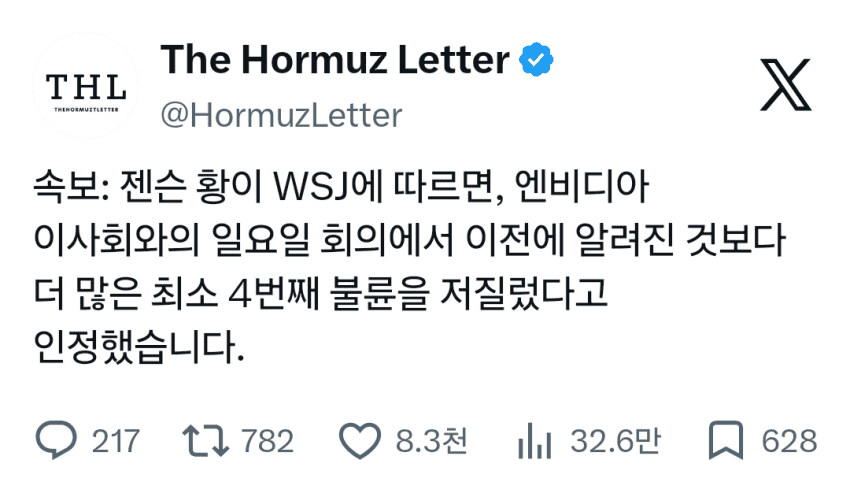 The Hormuz Letter
THL
THEHORMUZTLETTER
@HormuzLetter
속보: 젠슨 황이 WSJ에 따르면, 엔비디아
이사회와의 일요일 회의에서 이전에 알려진 것보다
더 많은 최소 4번째 불륜을 저질렀다고
인정했습니다.
217 782 8.3천 32.6만 628